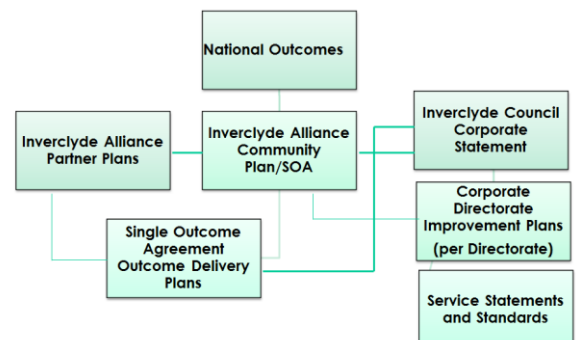 National Outcomes
Inverclyde Alliance
Partner Plans
Inverclyde Alliance
Community
Plan/SOA
Inverclyde Council
Corporate
Statement
Single Outcome
Agreement
Outcome Delivery
Plans
Corporate
Directorate
Improvement Plans
(per Directorate)
Service Statements
and Standards